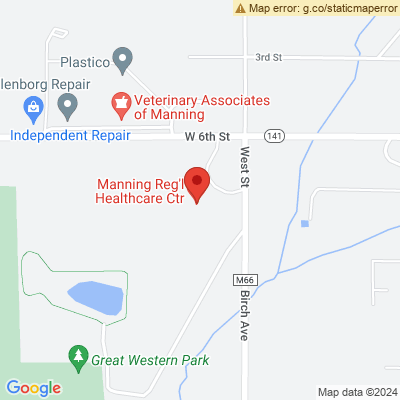 Map error: g.co/staticmaperror
3rd St
Plastico
lenborg Repair
Veterinary Associates
of Manning
Independent Repair
W 6th St
141
West St
Manning Reg'l
Healthcare Ctr
M66
Birch Ave
Great Western Park
Google
Map data ©2024